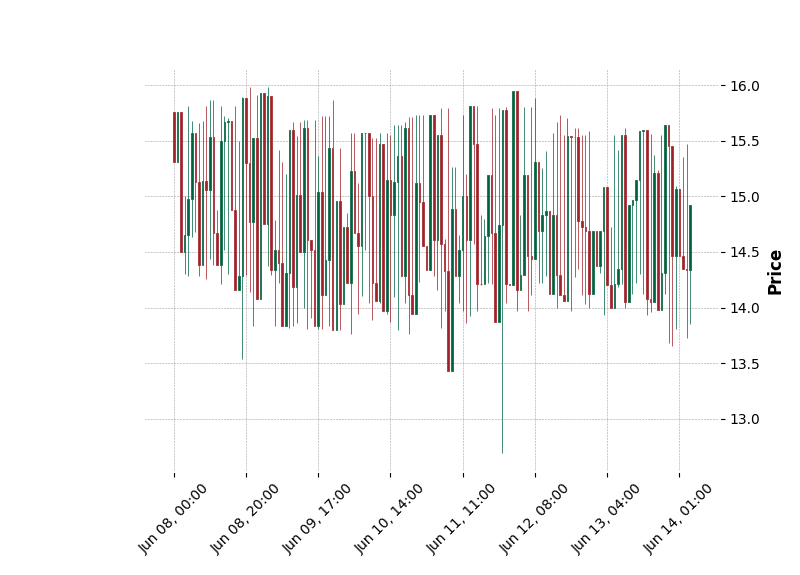 16.0
15.5
15.0
14.5
14.0
13.5
13.0
Price
Jun 08, 00:00
Jun 08, 20:00
Jun 09, 17:00
Jun 10, 14:00
Jun 11, 11:00
Jun 12, 08:00
Jun 13, 04:00
Jun 14, 01:00